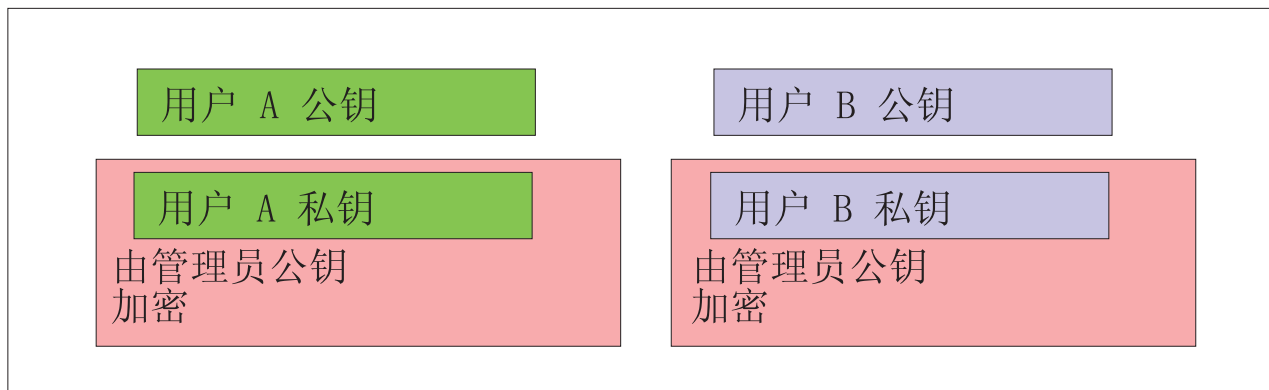 用户 A 公钥
用户 B 公钥
用户 A 私钥
用户 B 私钥
由管理员公钥
加密
由管理员公钥
加密